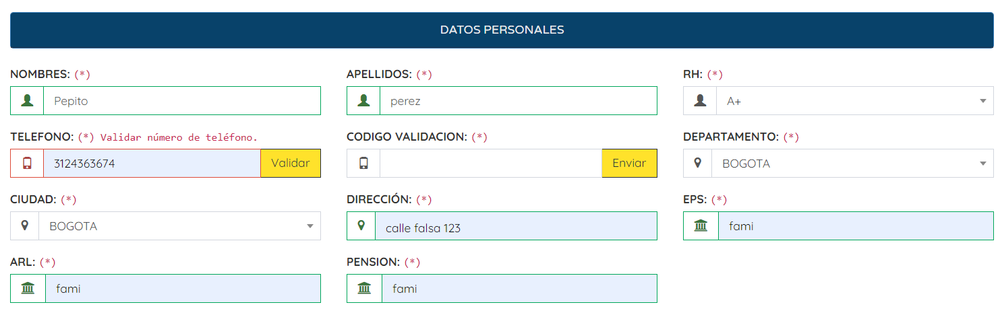 DATOS PERSONALES
NOMBRES: (*)
APELLIDOS: (*)
RH: (*)
Pepito
perez
A+
TELEFONO: (*) Validar número de teléfono.
CODIGO VALIDACION: (*)
DEPARTAMENTO: (*)
3124363674
Validar
Enviar
BOGOTA
CIUDAD: (*)
DIRECCIÓN: (*)
EPS: (*)
BOGOTA
calle falsa 123
fami
ARL: (*)
PENSION: (*)
fami
fami